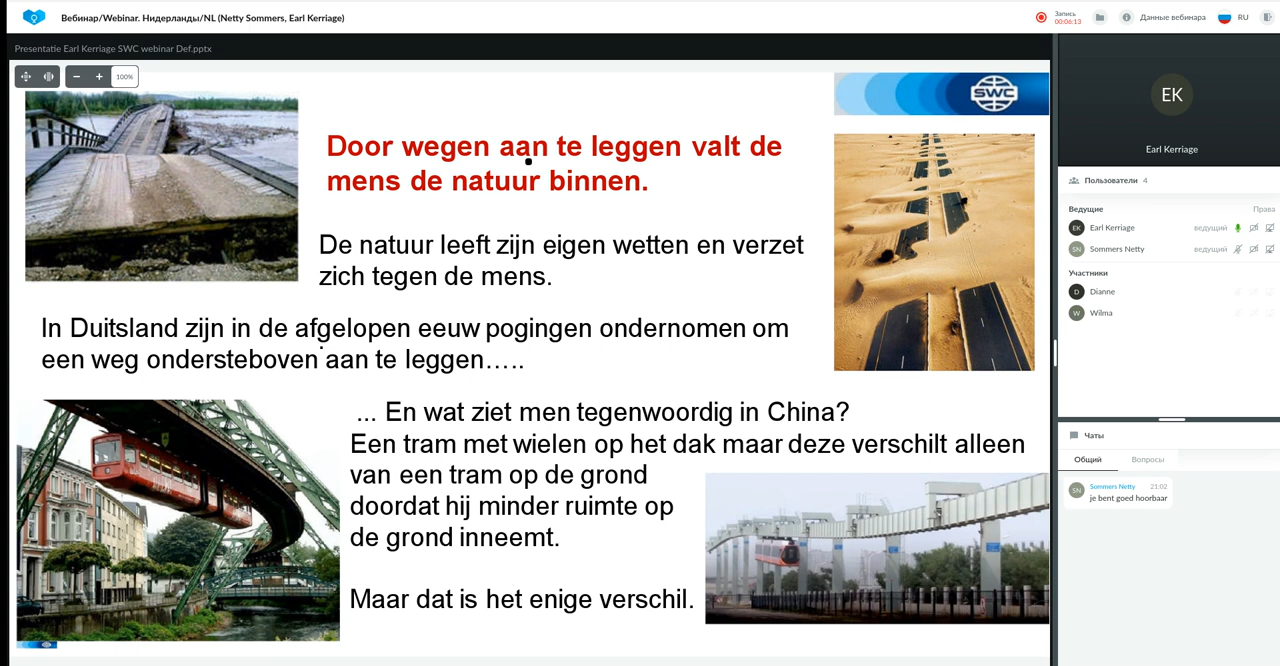 Вебинар/Webinar. Нидерланды/NL (Netty Sommers, Earl Kerriage)
Запись
00:06:13
Данные вебинара
RU
Presentatie Earl Kerriage SWC webinar Def.pptx
100%
SWC
Door wegen aan te leggen valt de
mens de natuur binnen.
De natuur leeft zijn eigen wetten en verzet
zich tegen de mens.
In Duitsland zijn in de afgelopen eeuw pogingen ondernomen om
een weg ondersteboven aan te leggen…..
... En wat ziet men tegenwoordig in China?
Een tram met wielen op het dak maar deze verschilt alleen
van een tram op de grond
doordat hij minder ruimte op
de grond inneemt.
Maar dat is het enige verschil.
EK
Earl Kerriage
Пользователи 4
Ведущие Права
EK Earl Kerriage ведущий
SN Sommers Netty ведущий
Участники
D Dianne
W Wilma
Чаты
Общий Вопросы
SN Sommers Netty 21:02
je bent goed hoorbaar